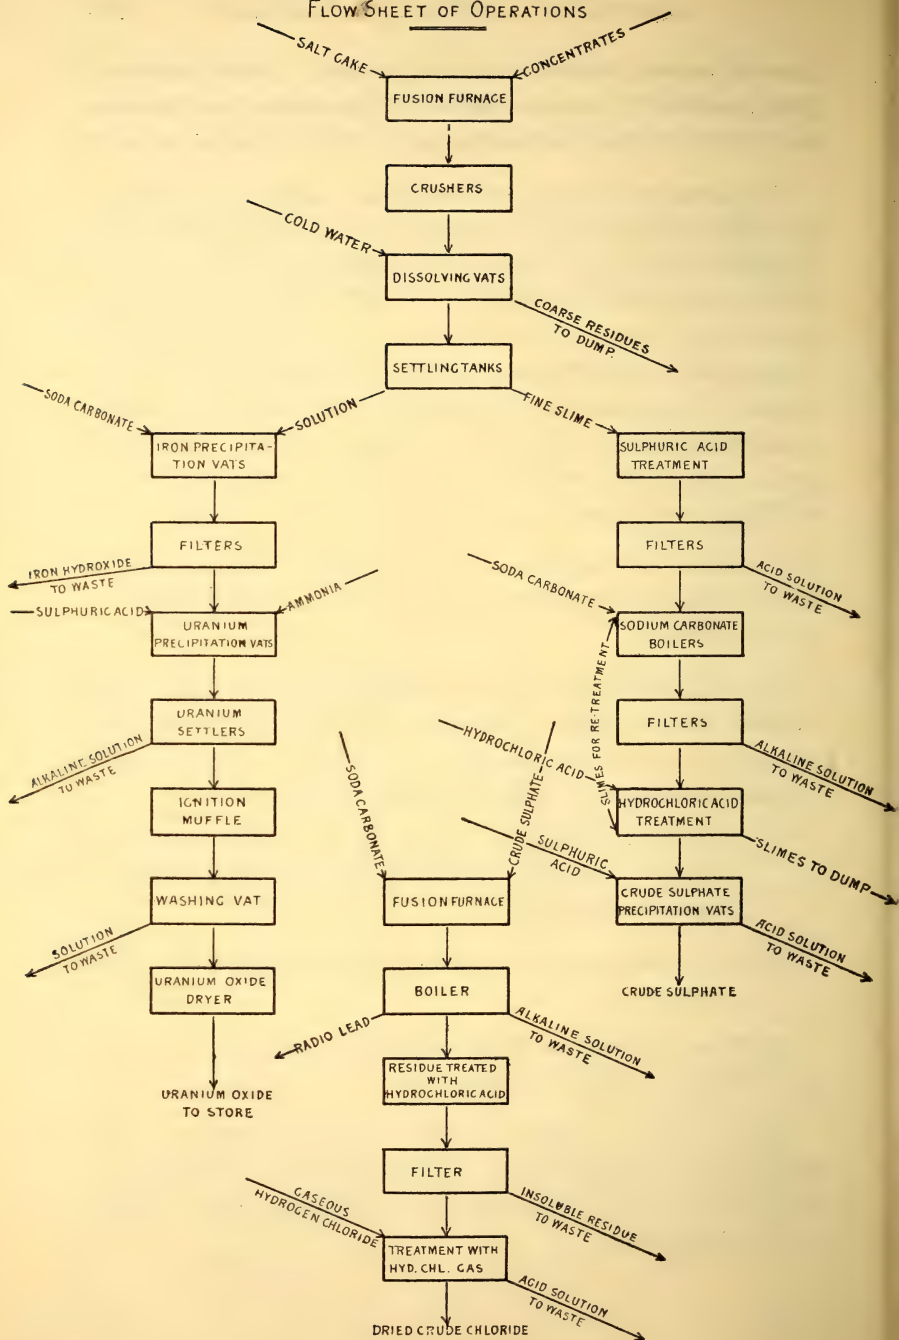 FLOW SHEET OF OPERATIONS
SALT CAKE
CONCENTRATES
FUSION FURNACE
CRUSHERS
COLD WATER
DISSOLVING VATS
COARSE RESIDUES
TO DUMP.
SETTLING TANKS
SODA CARBONATE
SOLUTION
FINE SLIME
IRON PRECIPITA-
TION VATS
SULPHURIC ACID
TREATMENT
FILTERS
IRON HYDROXIDE
TO WASTE
SULPHURIC ACID
AMMONIA
URANIUM
PRECIPITATION VATS
URANIUM
SETTLERS
ALKALINE SOLUTION
TO WASTE
IGNITION
MUFFLE
WASHING VAT
SOLUTION
TO WASTE
URANIUM OXIDE
DRYER
URANIUM OXIDE
TO STORE
FILTERS
ACID SOLUTION
TO WASTE
SODA CARBONATE
SODIUM CARBONATE
BOILERS
SLIMES FOR RE-TREATMENT
FILTERS
ALKALINE SOLUTION
TO WASTE
HYDROCHLORIC ACID
HYDROCHLORIC ACID
TREATMENT
SLIMES TO DUMP
SULPHURIC
ACID
CRUDE SULPHATE
PRECIPITATION VATS
ACID SOLUTION
TO WASTE
CRUDE SULPHATE
SODA CARBONATE
CRUDE SULPHATE
FUSION FURNACE
BOILER
RADIO LEAD
ALKALINE SOLUTION
TO WASTE
RESIDUE TREATED
WITH
HYDROCHLORIC ACID
FILTER
INSOLUBLE RESIDUE
TO WASTE
GASEOUS
HYDROGEN CHLORIDE
TREATMENT WITH
HYD. CHL. GAS
ACID SOLUTION
TO WASTE
DRIED CRUDE CHLORIDE